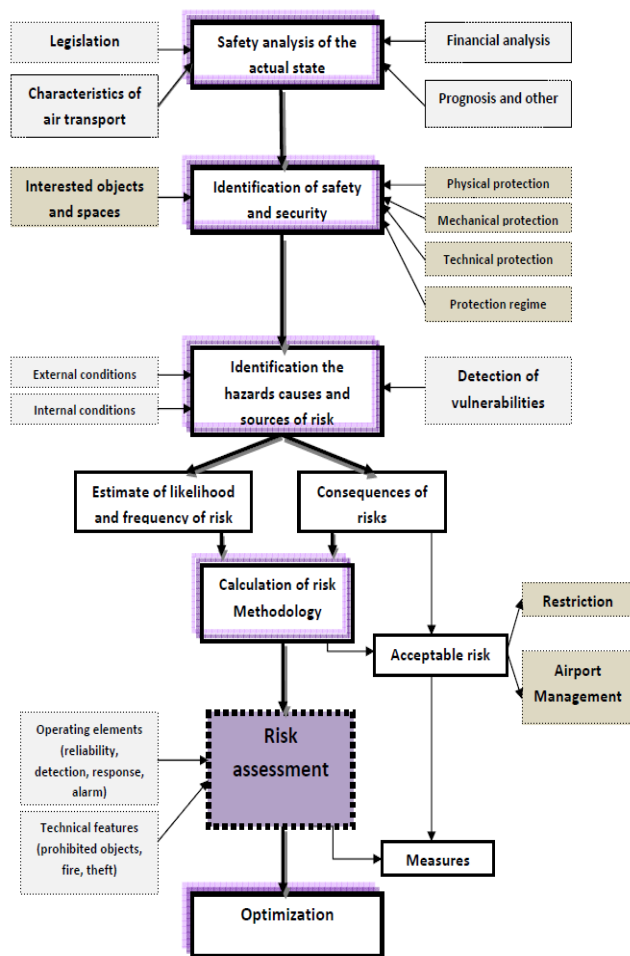 Legislation
Safety analysis of the
actual state
Financial analysis
Characteristics of
air transport
Prognosis and other
Interested objects
and spaces
Identification of safety
and security
Physical protection
Mechanical protection
Technical protection
Protection regime
External conditions
Internal conditions
Identification the
hazards causes and
sources of risk
Detection of
vulnerabilities
Estimate of likelihood
and frequency of risk
Consequences of
risks
Calculation of risk
Methodology
Restriction
Acceptable risk
Airport
Management
Operating elements
(reliability,
detection, response,
alarm)
Risk
assessment
Technical features
(prohibited objects,
fire, theft)
Measures
Optimization